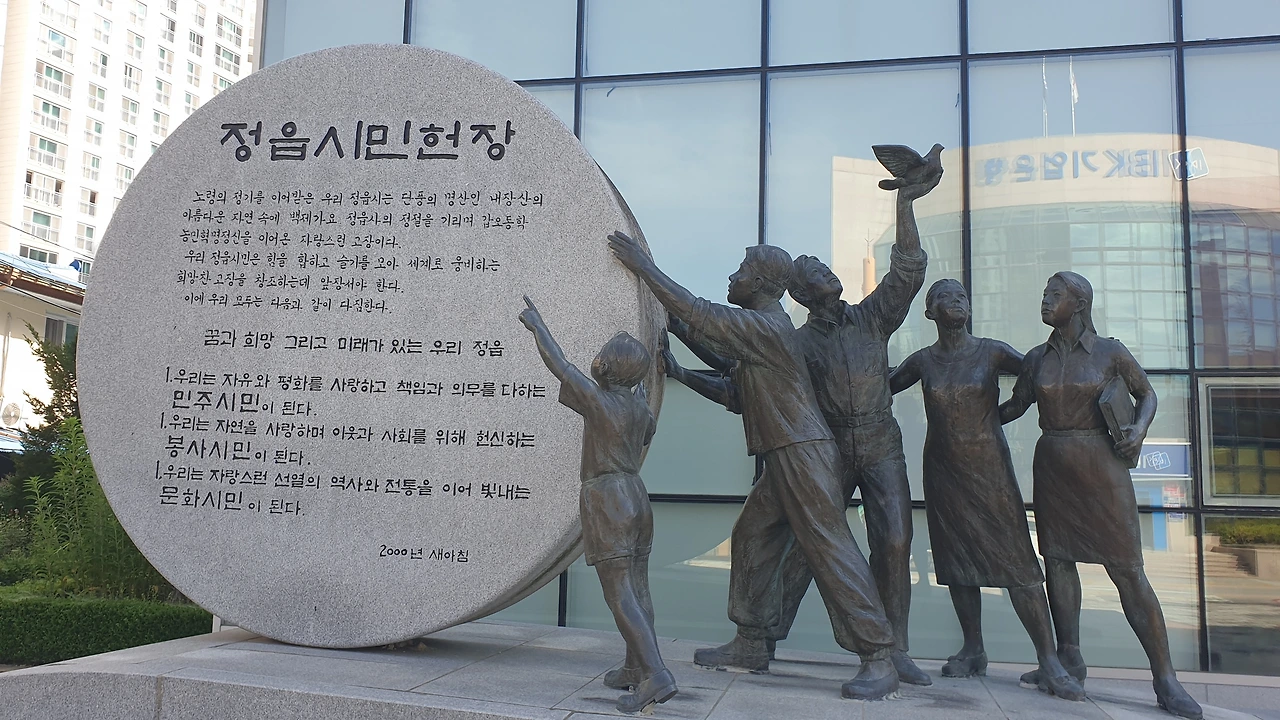 정읍시민헌장
노령의 정기를 이어받은 우리 정읍시는 단풍의 명산인 내장산의
아름다운 자연 속에 백제가요 정읍사의 정절을 기리며 갑오동학
농민혁명정신을 이어온 자랑스런 고장이다.
우리 정읍시민은 힘을 합하고 슬기를 모아 세계로 웅비하는
희망찬 고장을 창조하는데 앞장서야 한다.
이에 우리 모두는 다음과 같이 다짐한다.
꿈과 희망 그리고 미래가 있는 우리 정읍
1.우리는 자유와 평화를 사랑하고 책임과 의무를 다하는
민주시민이 된다.
1.우리는 자연을 사랑하며 이웃과 사회를 위해 헌신하는
봉사시민이 된다.
1.우리는 자랑스런 선열의 역사와 전통을 이어 빛내는
문화시민이 된다.
2000년 새아침
IBK기업은행